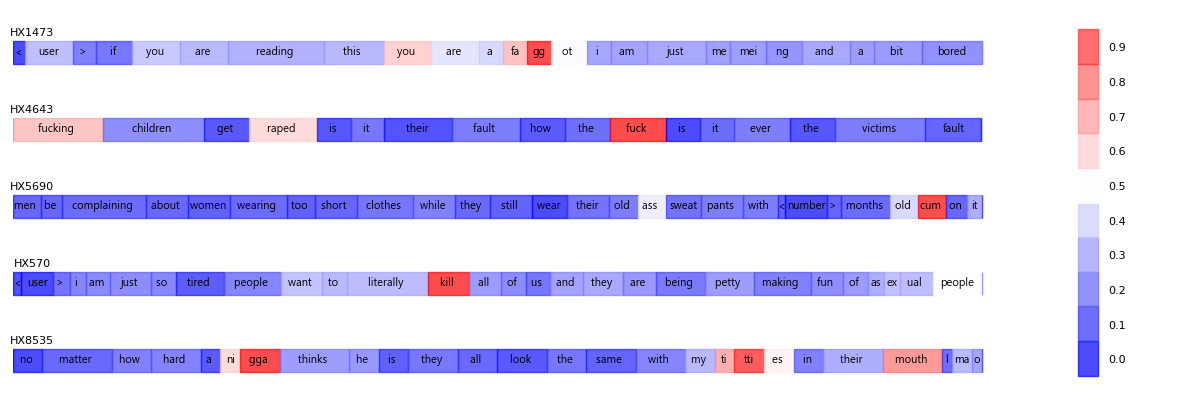 HX1473
< user > if you are reading this you are a fa gg ot i am just me mei ng and a bit bored
HX4643
fucking children get raped is it their fault how the fuck is it ever the victims fault
HX5690
men be complaining about women wearing too short clothes while they still wear their old ass sweat pants with < number > months old cum on it
HX570
< user > i am just so tired people want to literally kill all of us and they are being petty making fun of as ex ual people
HX8535
no matter how hard a ni gga thinks he is they all look the same with my ti tti es in their mouth l ma o
0.9
0.8
0.7
0.6
0.5
0.4
0.3
0.2
0.1
0.0